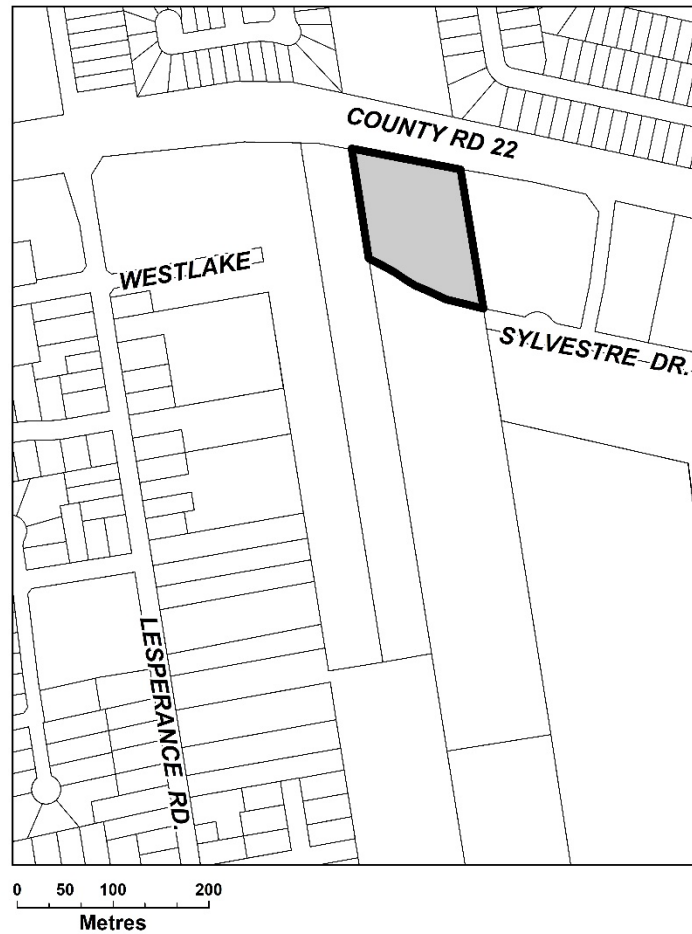 COUNTY RD 22
WESTLAKE
SYLVESTRE DR.
LESPERANCE RD.
0 50 100 200
Metres